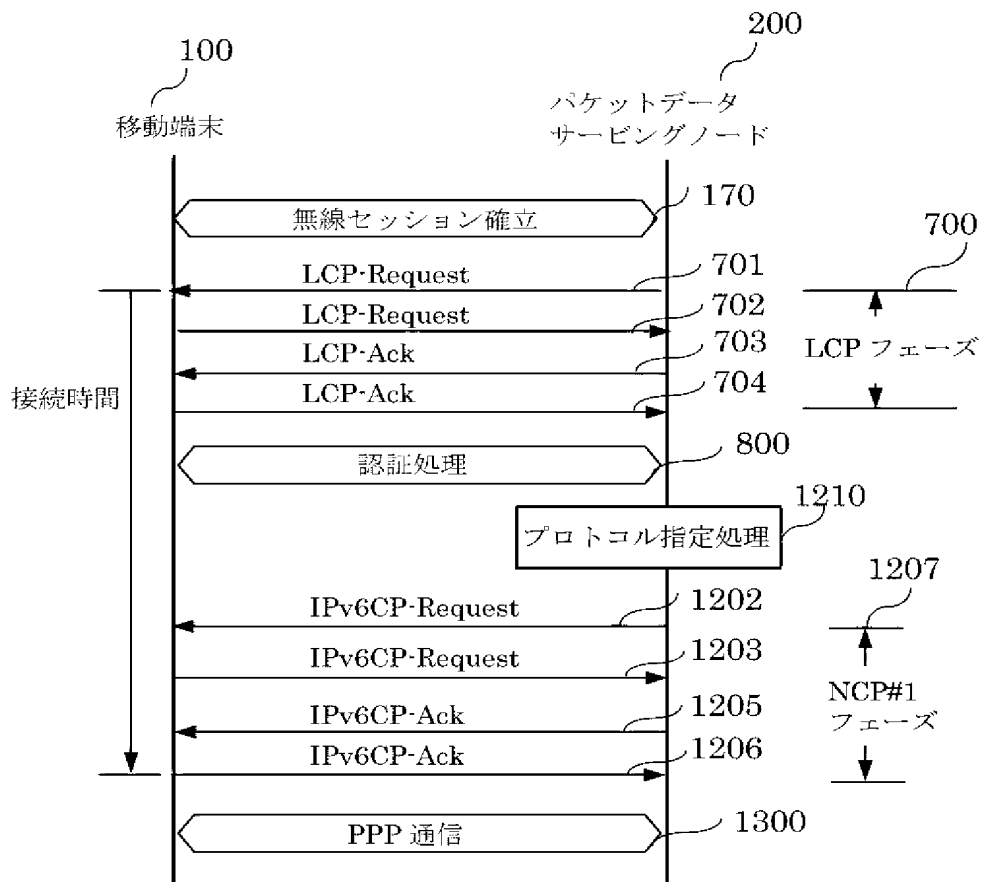 100
200
移動端末
パケットデータ
サービングノード
無線セッション確立
170
700
LCP-Request
701
LCP-Request
702
LCP-Ack
703
LCP-Ack
704
LCP フェーズ
接続時間
認証処理
800
プロトコル指定処理
1210
IPv6CP-Request
1202
1207
IPv6CP-Request
1203
NCP#1
フェーズ
IPv6CP-Ack
1205
IPv6CP-Ack
1206
PPP 通信
1300